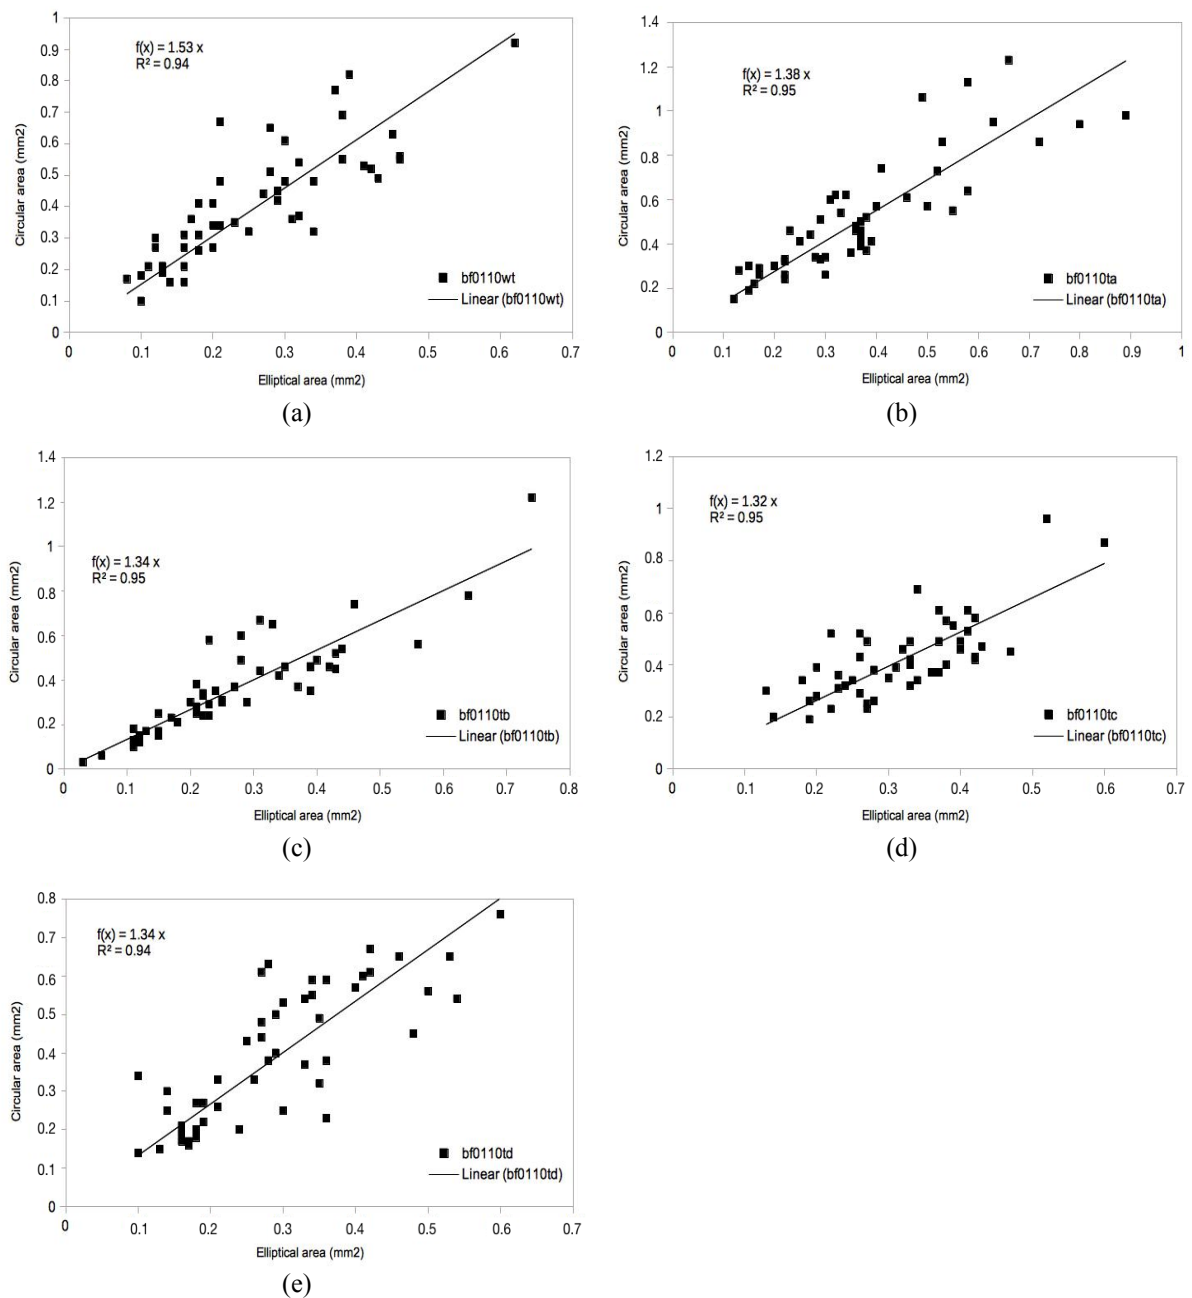 1
0.9
0.8
0.7
0.6
0.5
0.4
0.3
0.2
0.1
0
Circular area (mm2)
f(x) = 1.53 x
R² = 0.94
bf0110wt
Linear (bf0110wt)
0 0.1 0.2 0.3 0.4 0.5 0.6 0.7
Elliptical area (mm2)
(a)
1.4
1.2
1
0.8
0.6
0.4
0.2
0
Circular area (mm2)
f(x) = 1.38 x
R² = 0.95
bf0110ta
Linear (bf0110ta)
0 0.1 0.2 0.3 0.4 0.5 0.6 0.7 0.8 0.9 1
Elliptical area (mm2)
(b)
1.4
1.2
1
0.8
0.6
0.4
0.2
0
Circular area (mm2)
f(x) = 1.34 x
R² = 0.95
bf0110tb
Linear (bf0110tb)
0 0.1 0.2 0.3 0.4 0.5 0.6 0.7 0.8
Elliptical area (mm2)
(c)
1.2
1
0.8
0.6
0.4
0.2
0
Circular area (mm2)
f(x) = 1.32 x
R² = 0.95
bf0110tc
Linear (bf0110tc)
0 0.1 0.2 0.3 0.4 0.5 0.6 0.7
Elliptical area (mm2)
(d)
0.8
0.7
0.6
0.5
0.4
0.3
0.2
0.1
0
Circular area (mm2)
f(x) = 1.34 x
R² = 0.94
bf0110td
Linear (bf0110td)
0 0.1 0.2 0.3 0.4 0.5 0.6 0.7
Elliptical area (mm2)
(e)